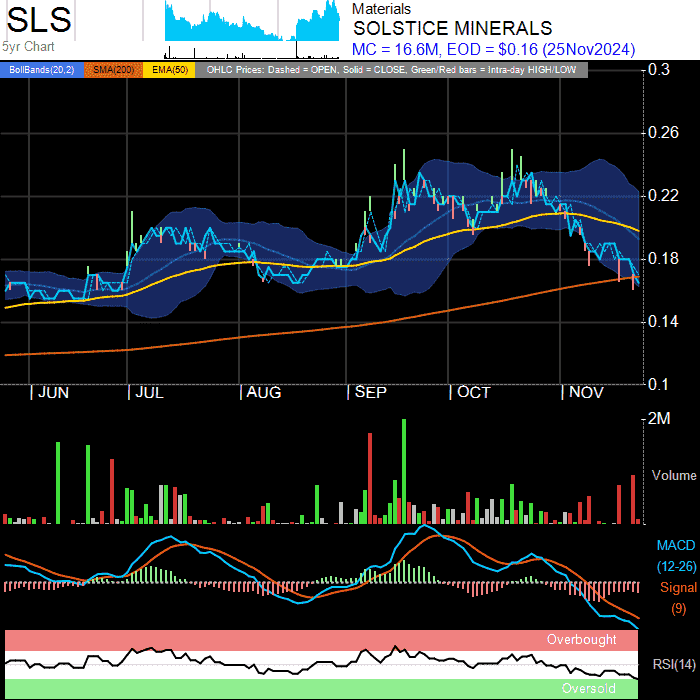 SLS
5yr Chart
Materials
SOLSTICE MINERALS
MC = 16.6M, EOD = $0.16 (25Nov2024)
BollBands(20,2) SMA(200) EMA(50) OHLC Prices: Dashed = OPEN, Solid = CLOSE, Green/Red bars = Intra-day HIGH/LOW
0.3
0.26
0.22
0.18
0.14
0.1
JUN JUL AUG SEP OCT NOV
2M
Volume
MACD
(12-26)
Signal
(9)
Overbought
RSI(14)
Oversold